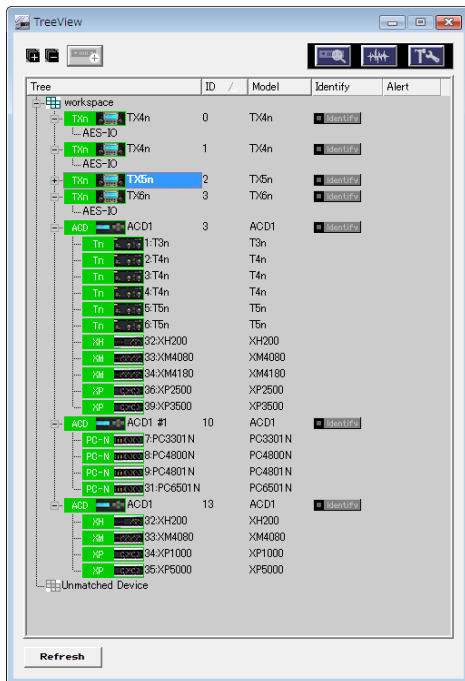 TreeView
Tree ID Model Identify Alert
workspace
TXn TX4n 0 TX4n Identify
AES-IO
TXn TX4n 1 TX4n Identify
AES-IO
TXn TX5n 2 TX5n Identify
TXn TX6n 3 TX6n Identify
AES-IO
ACD ACD1 3 ACD1 Identify
Tn 1:T3n T3n
Tn 2:T4n T4n
Tn 3:T4n T4n
Tn 4:T4n T4n
Tn 5:T5n T5n
Tn 6:T5n T5n
XH 32:XH200 XH200
XM 33:XM4080 XM4080
XM 34:XM4180 XM4180
XP 36:XP2500 XP2500
XP 39:XP3500 XP3500
ACD ACD1 #1 10 ACD1 Identify
PC-N 7:PC3301N PC3301N
PC-N 8:PC4800N PC4800N
PC-N 9:PC4801N PC4801N
PC-N 31:PC6501N PC6501N
ACD ACD1 13 ACD1 Identify
XH 32:XH200 XH200
XM 33:XM4080 XM4080
XP 34:XP1000 XP1000
XP 35:XP5000 XP5000
Unmatched Device
Refresh